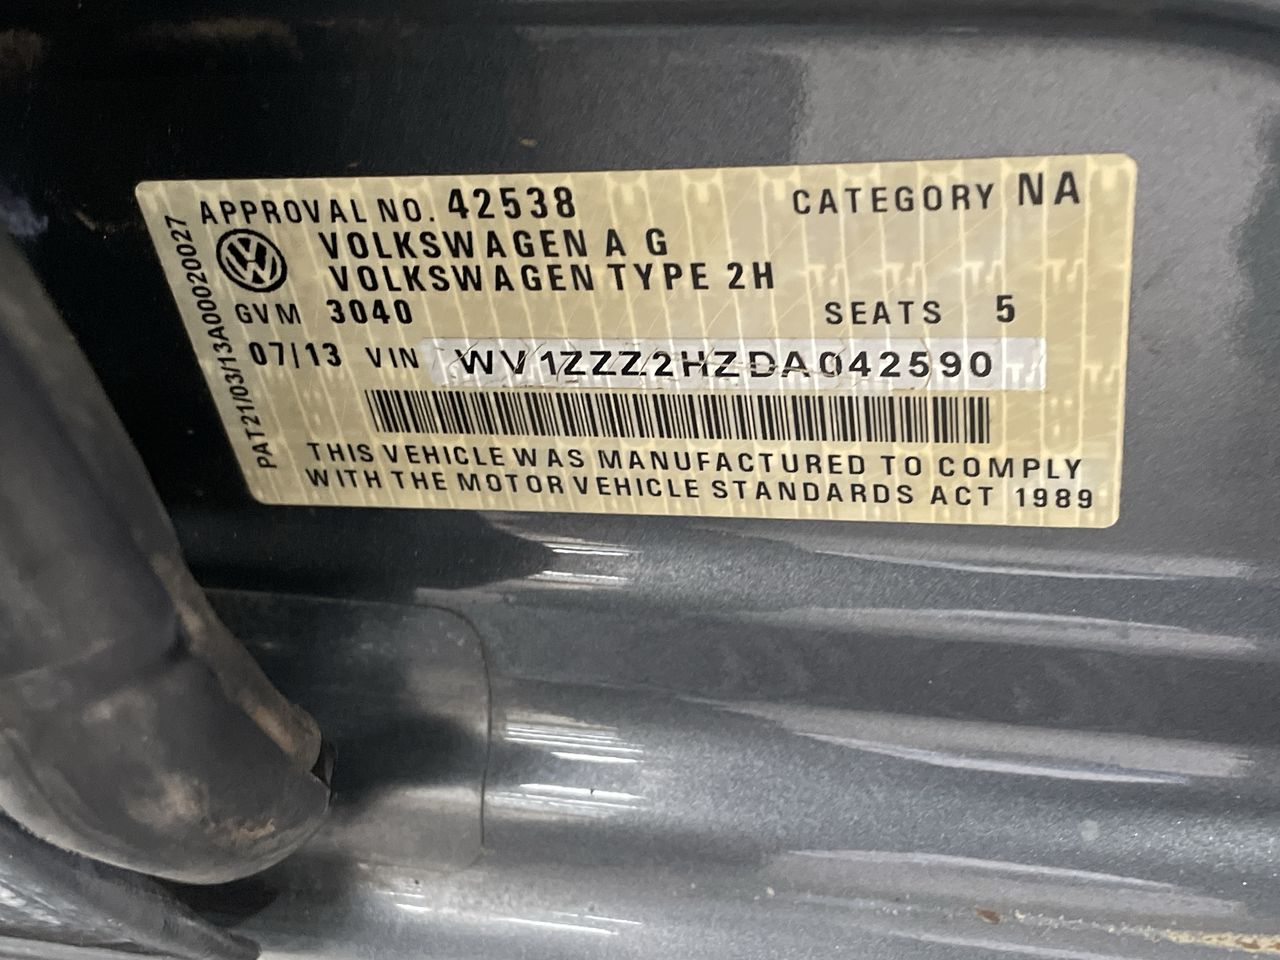 APPROVAL NO. 42538 CATEGORY NA
VOLKSWAGEN A G
VOLKSWAGEN TYPE 2H
GVM 3040 SEATS 5
07/13 VIN WV1ZZZ2HZDA042590
THIS VEHICLE WAS MANUFACTURED TO COMPLY
WITH THE MOTOR VEHICLE STANDARDS ACT 1989
PAT21/03/13A00020027